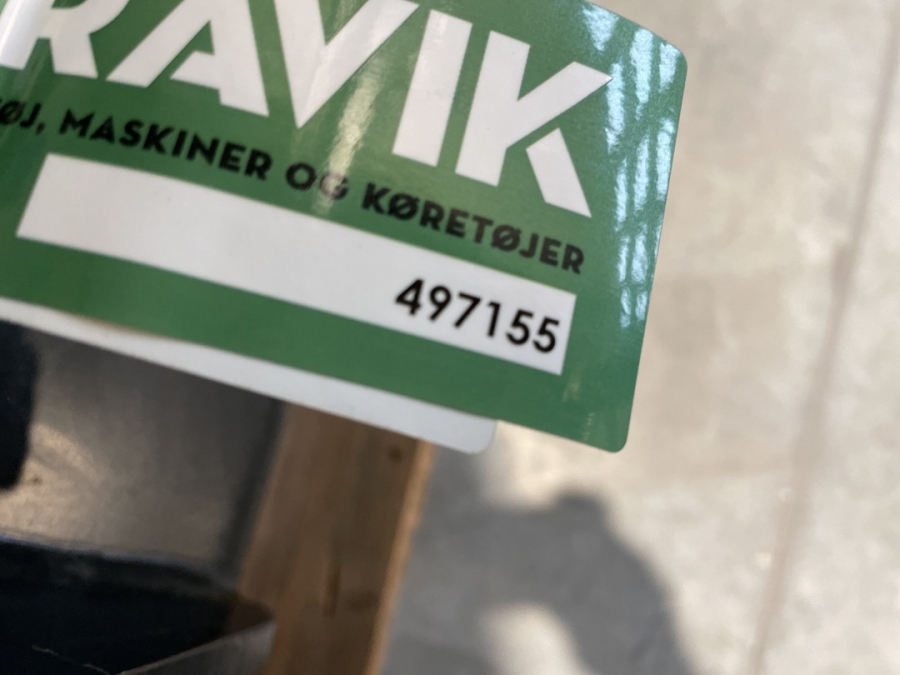 RAVIK
ØJ, MASKINER OG KØRETØJER
497155